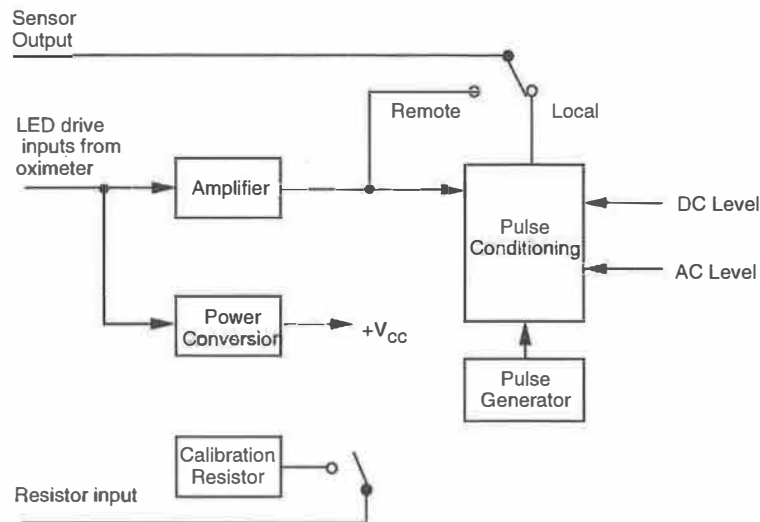 Sensor
Output
Remote
Local
LED drive
inputs from
oximeter
Amplifier
Pulse
Conditioning
DC Level
AC Level
Power
Conversion
+VCC
Pulse
Generator
Calibration
Resistor
Resistor input